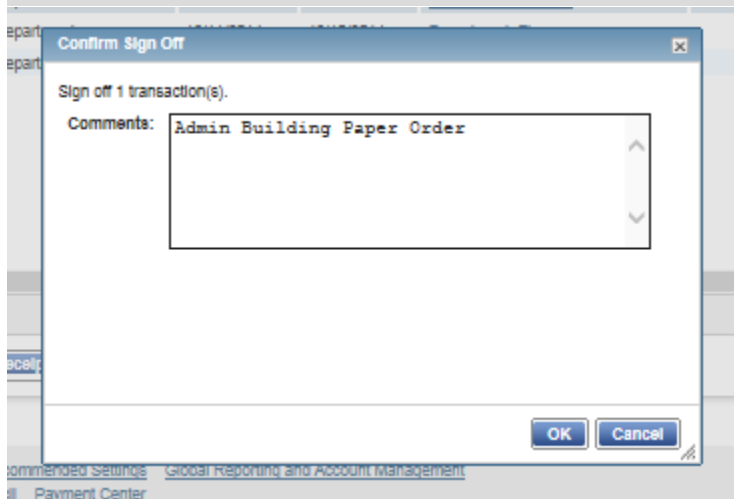 Confirm Sign Off
Sign off 1 transaction(s).
Comments:
Admin Building Paper Order
OK
Cancel
Global Reporting and Account Management
Payment Center